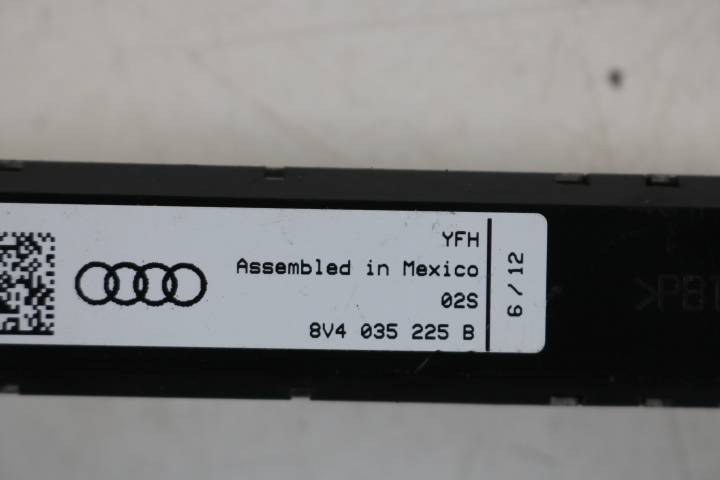 YFH
Assembled in Mexico
02S
8V4 035 225 B
6/12